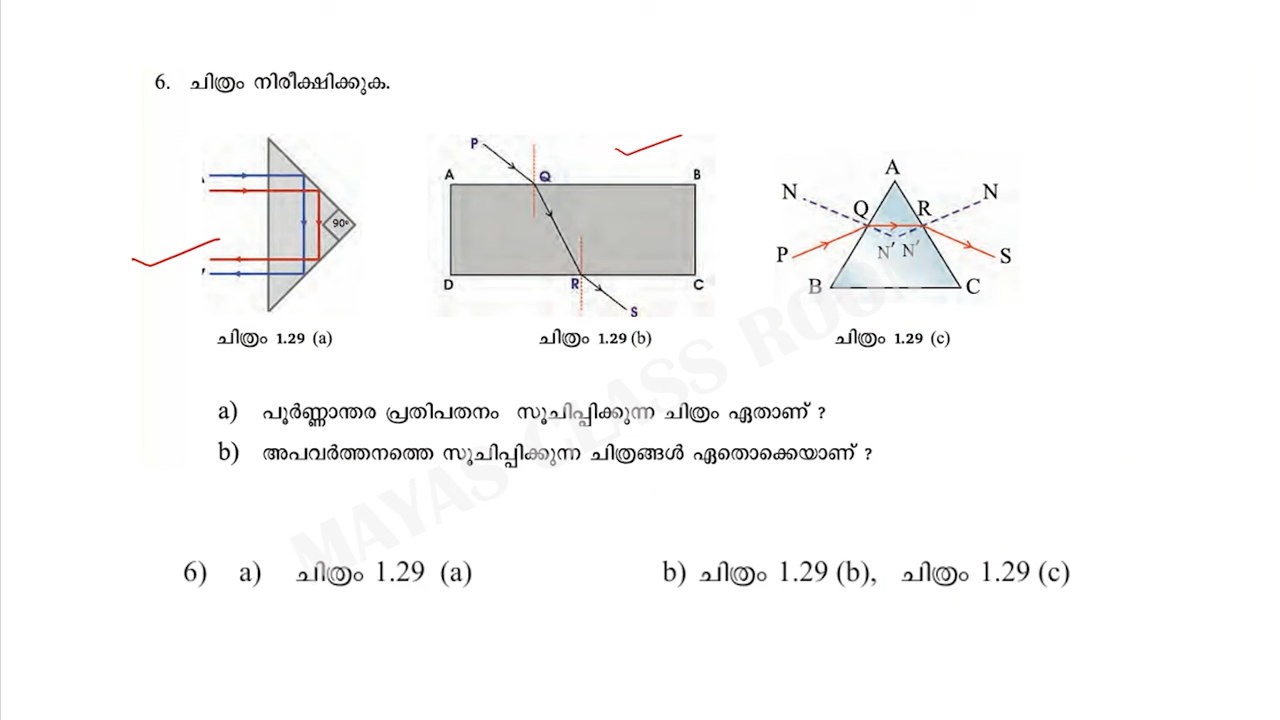 6. ചിത്രം നിരീക്ഷിക്കുക.
90°
P
A Q B
D R C
S
A
N N
Q R
P N' N' S
B C
ചിത്രം 1.29 (a) ചിത്രം 1.29 (b) ചിത്രം 1.29 (c)
a) പൂർണ്ണാന്തര പ്രതിപതനം സൂചിപ്പിക്കുന്ന ചിത്രം ഏതാണ് ?
b) അപവർത്തനത്തെ സൂചിപ്പിക്കുന്ന ചിത്രങ്ങൾ ഏതൊക്കെയാണ് ?
MAYAS CLASS ROOM
6) a) ചിത്രം 1.29 (a) b) ചിത്രം 1.29 (b), ചിത്രം 1.29 (c)